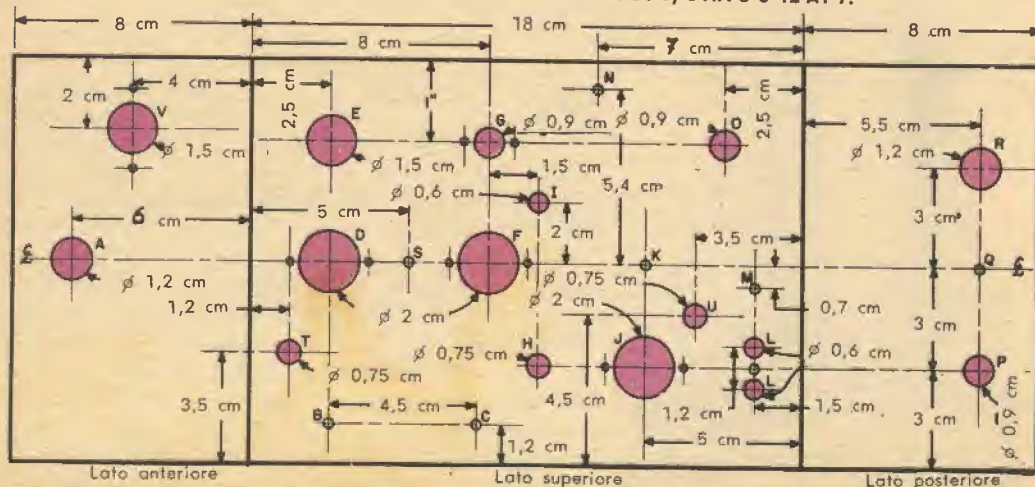 8 cm
18 cm
8 cm
8 cm
7 cm
4 cm
2 cm
2,5 cm
1"
N
2,5 cm
V
E
G
ø 0,9 cm
ø 0,9 cm
O
5,5 cm
ø 1,2 cm
R
ø 1,5 cm
ø 1,5 cm
1,5 cm
5,4 cm
ø 0,6 cm
I
3 cm
6 cm
5 cm
2 cm
3,5 cm
A
D
S
F
K
M
Q
ø 1,2 cm
ø 0,75 cm
ø 2 cm
U
0,7 cm
1,2 cm
ø 2 cm
3 cm
T
ø 0,75 cm
H
J
L
ø 0,6 cm
L
P
ø 0,75 cm
3,5 cm
4,5 cm
4,5 cm
1,2 cm
1,5 cm
3 cm
B
C
1,2 cm
5 cm
ø 0,9 cm
Lato anteriore
Lato superiore
Lato posteriore